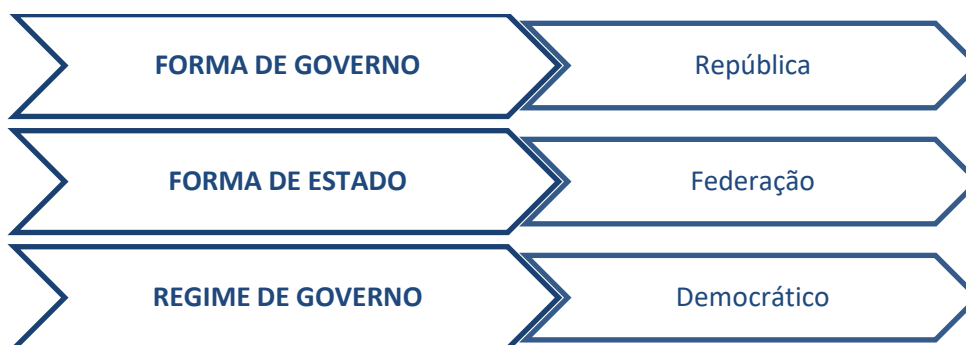 FORMA DE GOVERNO República
FORMA DE ESTADO Federação
REGIME DE GOVERNO Democrático